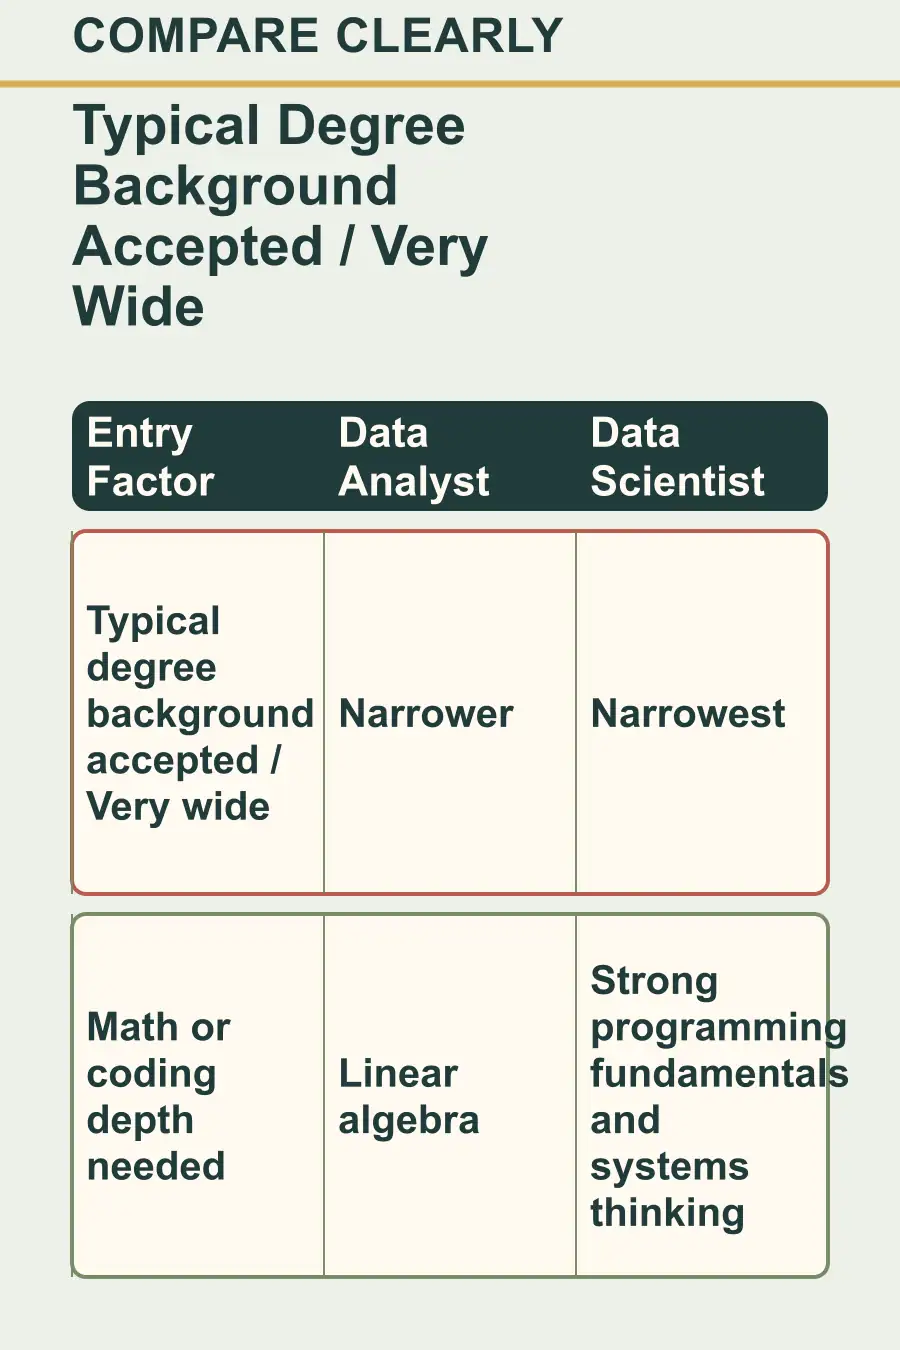 COMPARE CLEARLY
Typical Degree
Background
Accepted / Very
Wide
Entry
Factor
Data
Analyst
Data
Scientist
Typical
degree
background
accepted /
Very wide
Narrower
Narrowest
Math or
coding
depth
needed
Linear
algebra
Strong
programming
fundamentals
and
systems
thinking